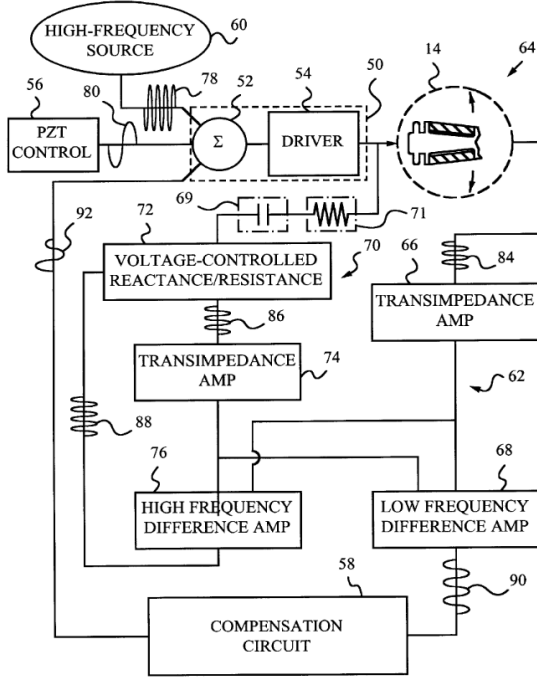 HIGH-FREQUENCY
SOURCE
60
78
52
54
50
14
64
56
80
PZT
CONTROL
Σ
DRIVER
92
69
71
72
VOLTAGE-CONTROLLED
REACTANCE/RESISTANCE
70
66
84
86
TRANSIMPEDANCE
AMP
TRANSIMPEDANCE
AMP
74
62
88
76
68
HIGH FREQUENCY
DIFFERENCE AMP
LOW FREQUENCY
DIFFERENCE AMP
58
90
COMPENSATION
CIRCUIT